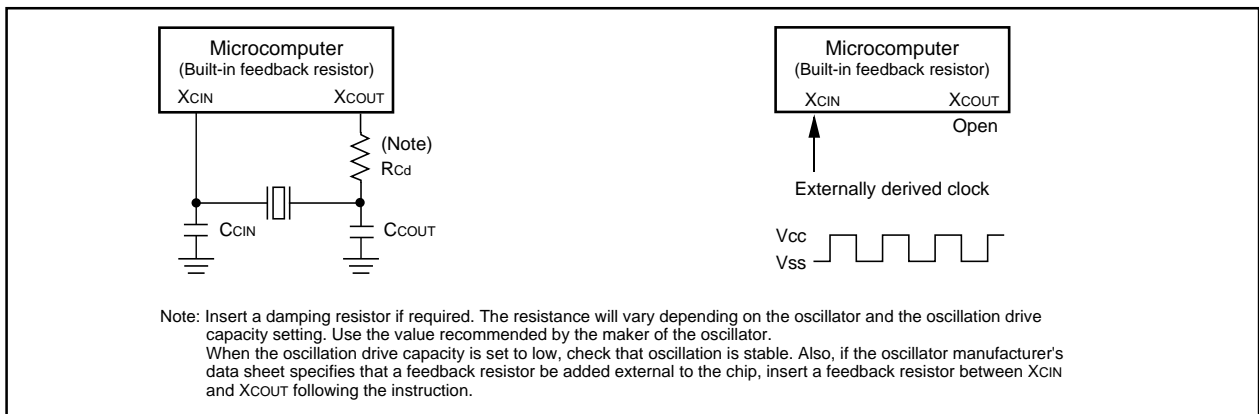 Microcomputer
(Built-in feedback resistor)
XCIN XCOUT
(Note)
RCd
CCIN
CCOUT
Microcomputer
(Built-in feedback resistor)
XCIN XCOUT
Open
Externally derived clock
Vcc
Vss
Note: Insert a damping resistor if required. The resistance will vary depending on the oscillator and the oscillation drive
capacity setting. Use the value recommended by the maker of the oscillator.
When the oscillation drive capacity is set to low, check that oscillation is stable. Also, if the oscillator manufacturer's
data sheet specifies that a feedback resistor be added external to the chip, insert a feedback resistor between XCIN
and XCOUT following the instruction.